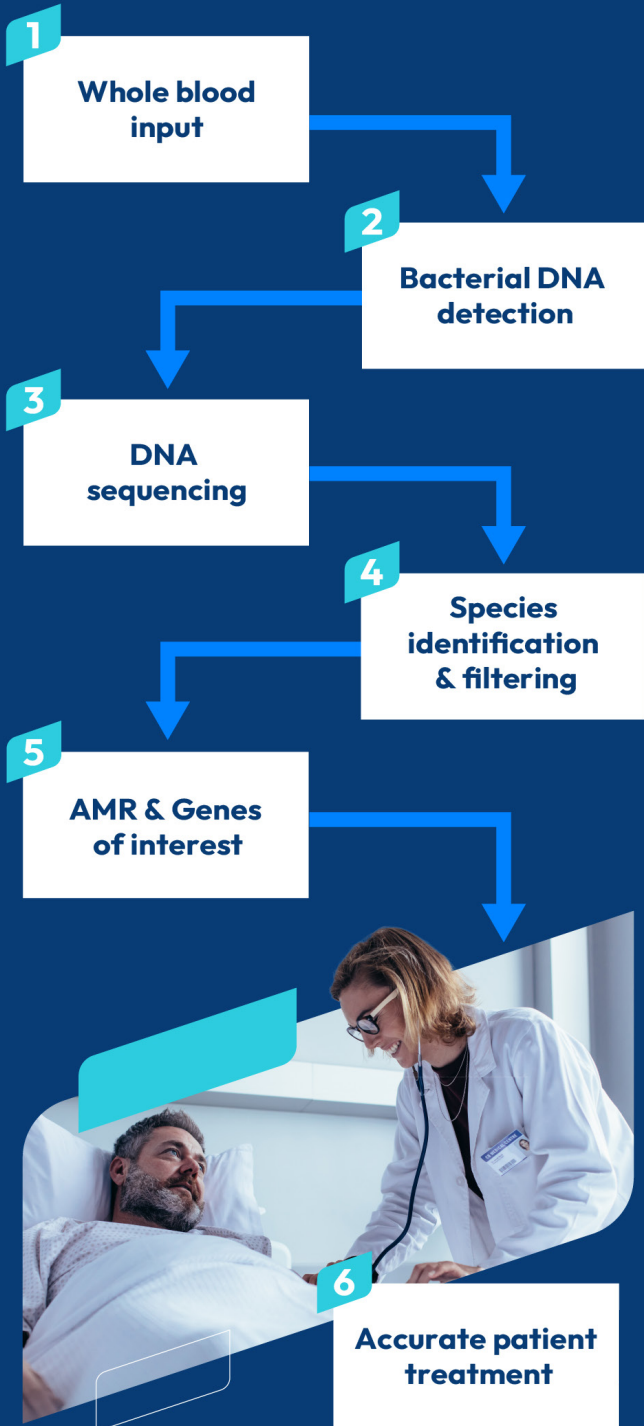 1
Whole blood
input
2
Bacterial DNA
detection
3
DNA
sequencing
4
Species
identification
& filtering
5
AMR & Genes
of interest
6
Accurate patient
treatment